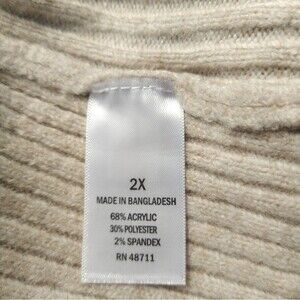 2X
MADE IN BANGLADESH
68% ACRYLIC
30% POLYESTER
2% SPANDEX
RN 48711